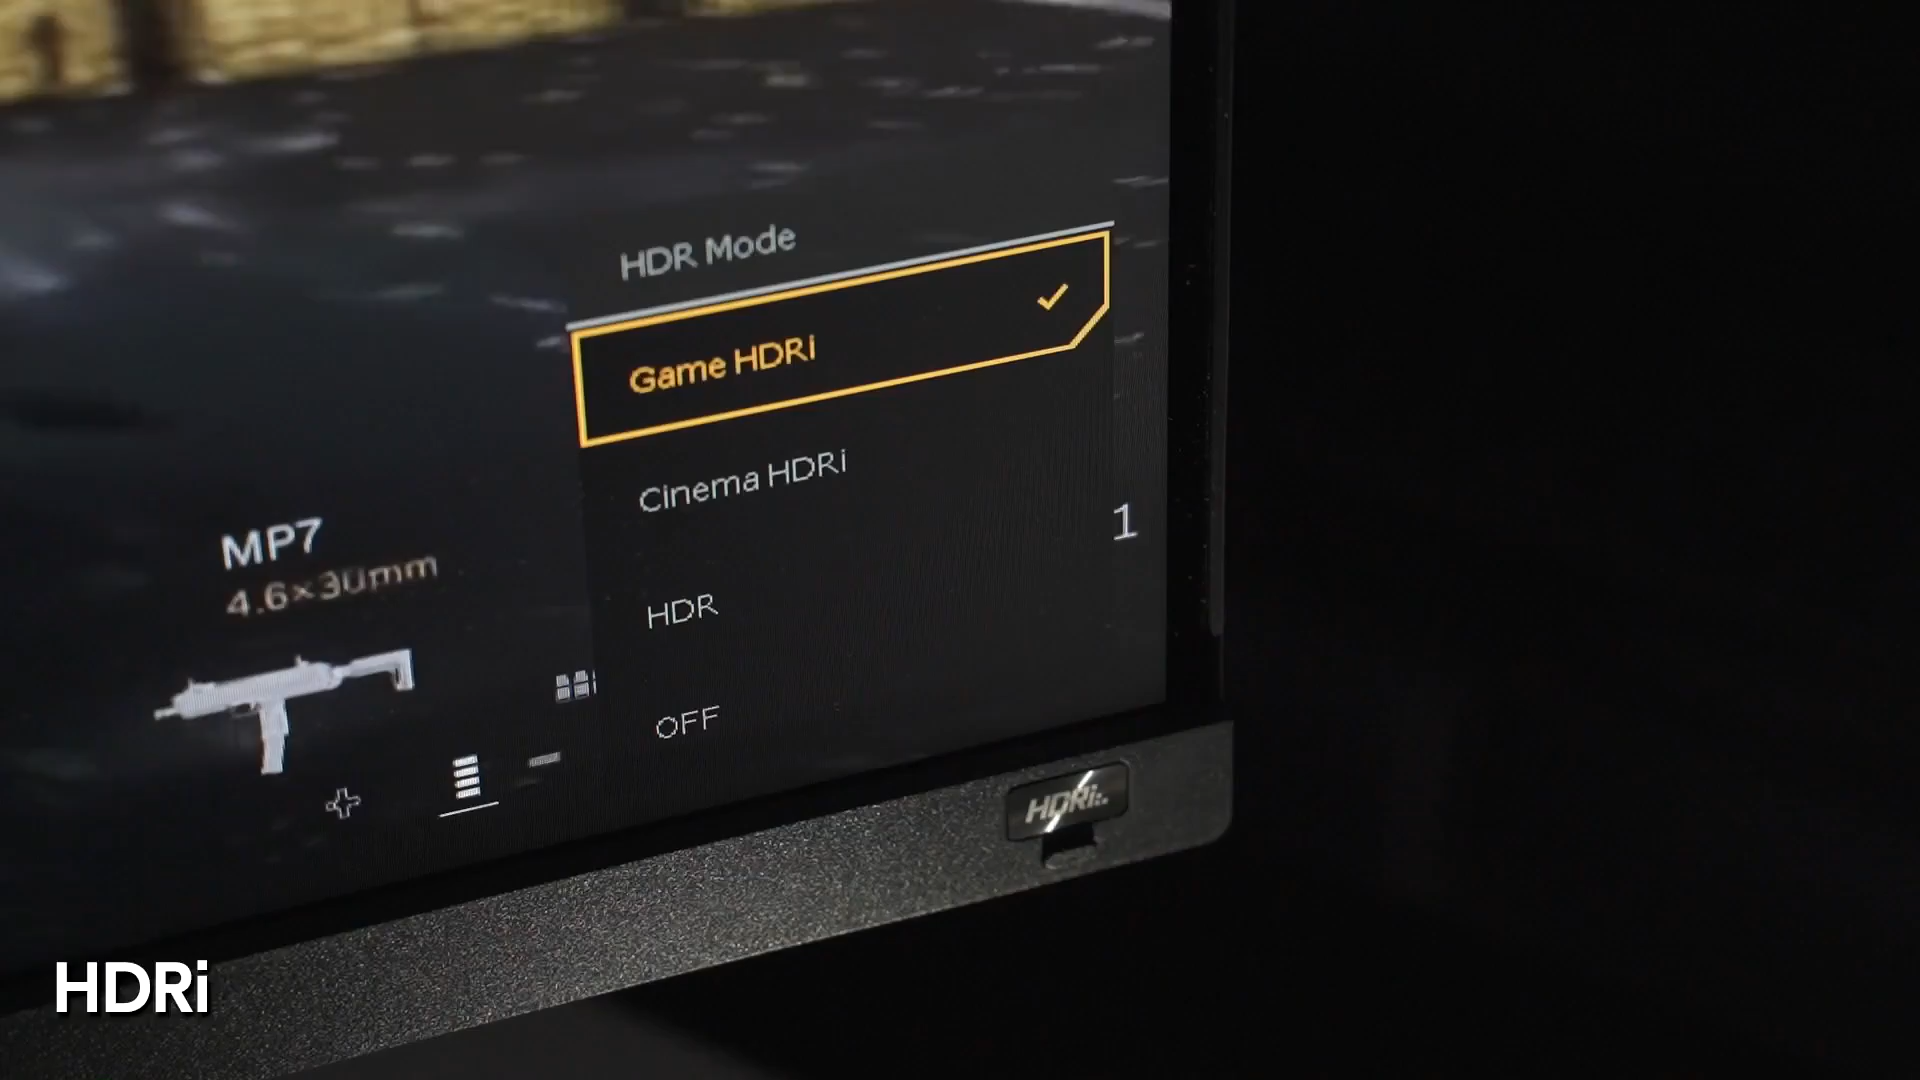 HDR Mode
Game HDRi
Cinema HDRi
HDR
OFF
MP7
4.6×30mm
1
HDRi
HDRi